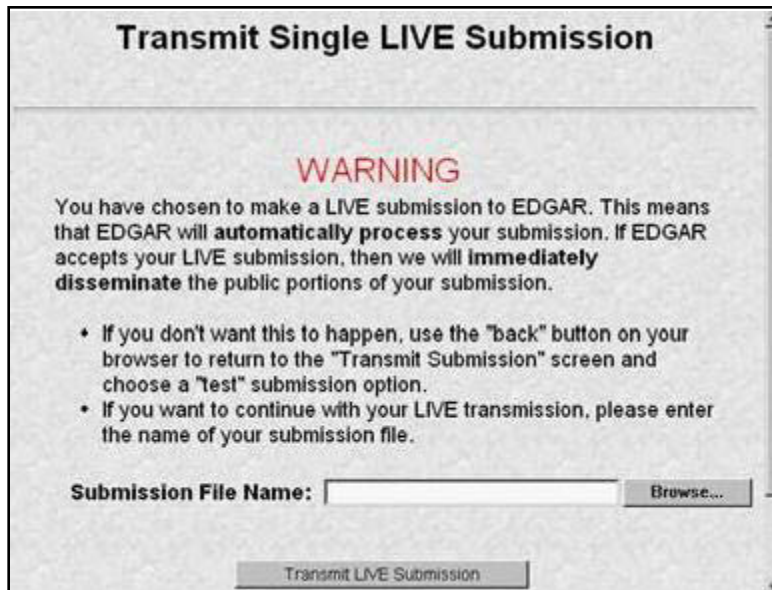 Transmit Single LIVE Submission
WARNING
You have chosen to make a LIVE submission to EDGAR. This means
that EDGAR will automatically process your submission. If EDGAR
accepts your LIVE submission, then we will immediately
disseminate the public portions of your submission.
• If you don't want this to happen, use the "back" button on your
browser to return to the "Transmit Submission" screen and
choose a "test" submission option.
• If you want to continue with your LIVE transmission, please enter
the name of your submission file.
Submission File Name: Browse...
Transmit LIVE Submission